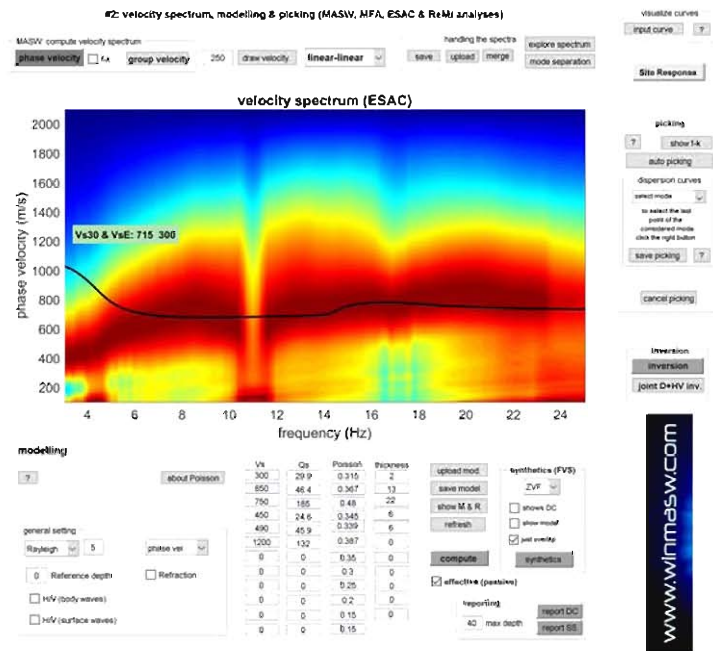 #2: velocity spectrum, modelling & picking (MASW, MFA, ESAC & ReMi analyses)
MASW: compute velocity spectrum
phase velocity
f-k
group velocity
250
draw velocity
linear-linear
handing the spectra
save
upload
merge
explore spectrum
mode separation
visualize curves
input curve
?
Site Response
velocity spectrum (ESAC)
phase velocity (m/s)
2000
1800
1600
1400
1200
1000
800
600
400
200
Vs30 & VsE: 715 300
4 6 8 10 12 14 16 18 20 22 24
frequency (Hz)
picking
?
show f-k
auto picking
dispersion curves
select mode
to select the last
point of the
considered mode
click the right button
save picking
?
cancel picking
Inversion
inversion
joint D+HV inv.
www.winmasw.com
modelling
?
about Poisson
general setting
Rayleigh
5
phase vel
0
Reference depth
Refraction
H/V (body waves)
H/V (surface waves)
Vs Qs Poisson thickness
300 29.9 0.315 2
650 46.4 0.367 13
750 165 0.48 22
450 24.6 0.345 6
490 45.9 0.339 6
1200 132 0.387 0
0 0 0.35 0
0 0 0.3 0
0 0 0.25 0
0 0 0.2 0
0 0 0.15 0
0 0 0.15
upload mod.
save model
show M & R
refresh
compute
effective (passive)
synthetics (FVS)
ZVF
shows DC
show model
just overlap
synthetics
reporting
40
max depth
report DC
report SS